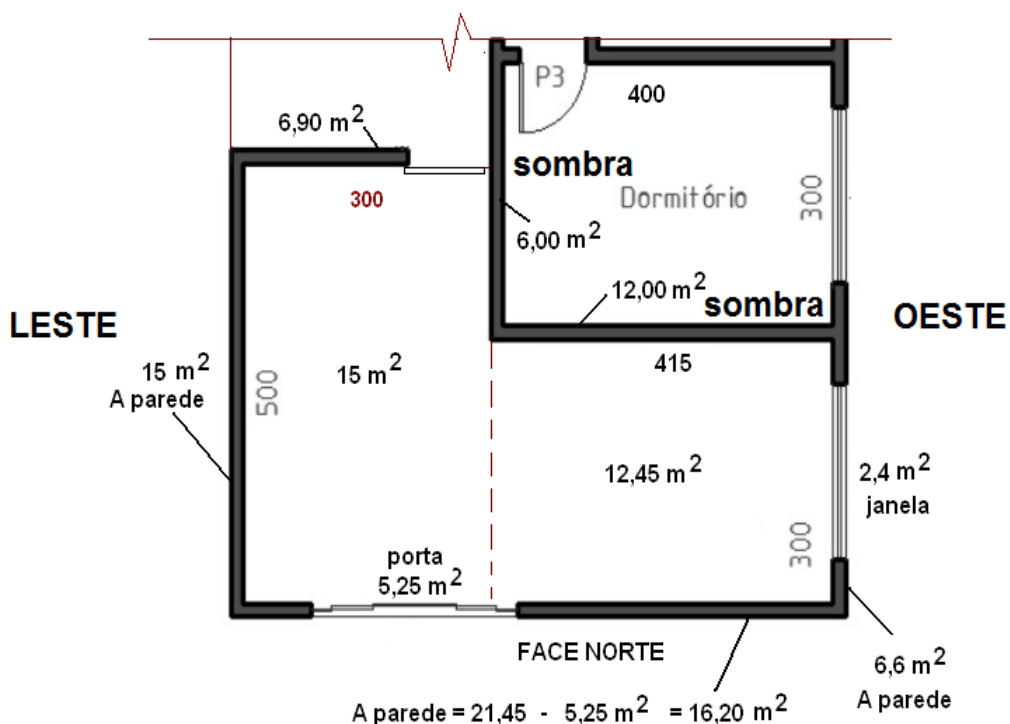 P3
400
6,90 m²
sombra
300
Dormitório
300
6,00 m²
12,00 m²
sombra
LESTE
OESTE
15 m²
A parede
500
15 m²
415
12,45 m²
2,4 m²
janela
300
porta
5,25 m²
FACE NORTE
6,6 m²
A parede
A parede = 21,45 - 5,25 m² = 16,20 m²